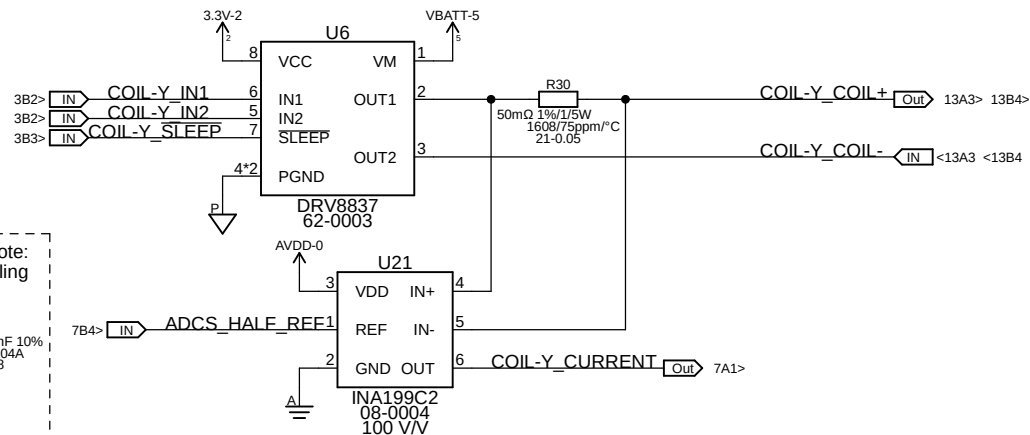 3.3V-2
2
VBATT-5
5
U6
8 VCC VM 1
3B2> IN COIL-Y_IN1 6 IN1 OUT1 2
R30
50mΩ 1%/1/5W
1608/75ppm/°C
21-0.05
COIL-Y_COIL+ Out 13A3> 13B4>
3B2> IN COIL-Y_IN2 5 IN2
3B3> IN COIL-Y_SLEEP 7 SLEEP
OUT2 3 COIL-Y_COIL- IN <13A3 <13B4
4*2 PGND
P
DRV8837
62-0003
ote:
ling
F 10%
04A
AVDD-0
U21
3 VDD IN+ 4
7B4> IN ADCS_HALF_REF 1 REF IN- 5
2 GND OUT 6 COIL-Y_CURRENT Out 7A1>
A
INA199C2
08-0004
100 V/V